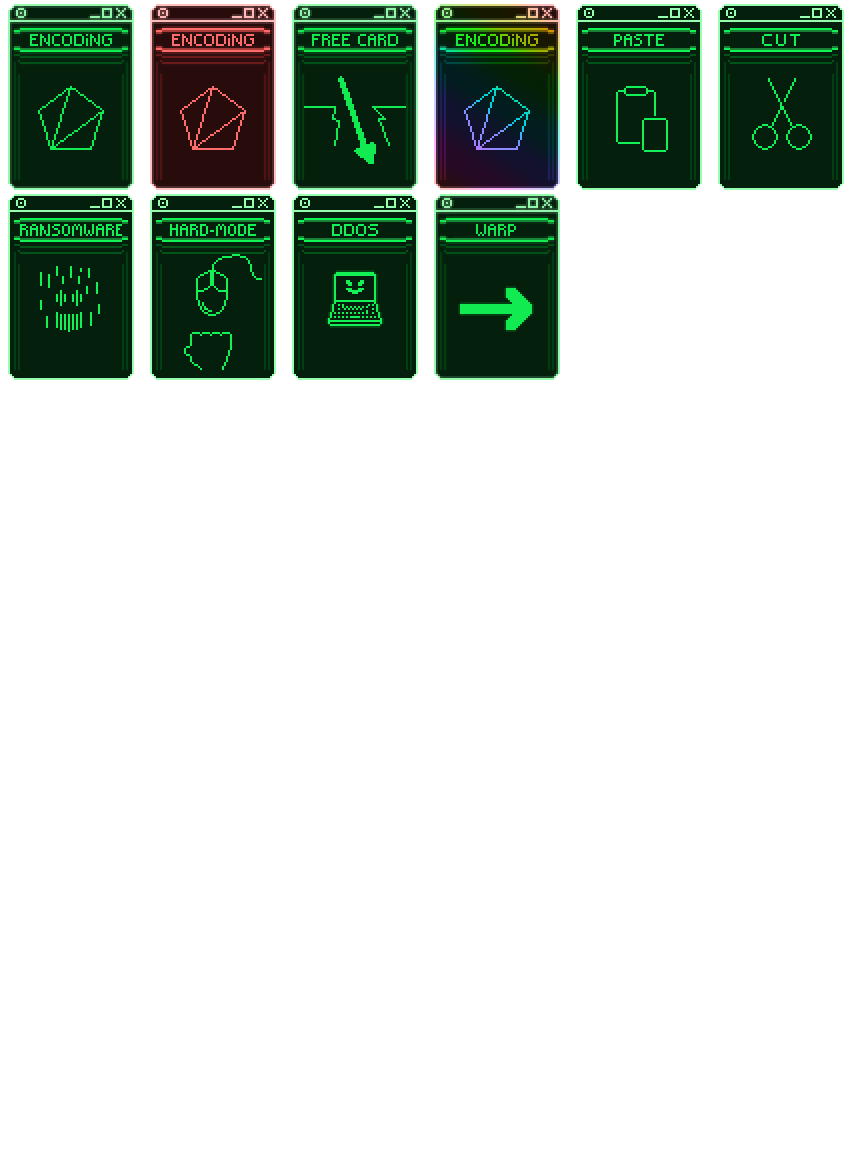 ENCODiNG
ENCODiNG
FREE CARD
ENCODiNG
PASTE
CUT
RANSOMWARE
HARD-MODE
DDOS
WARP